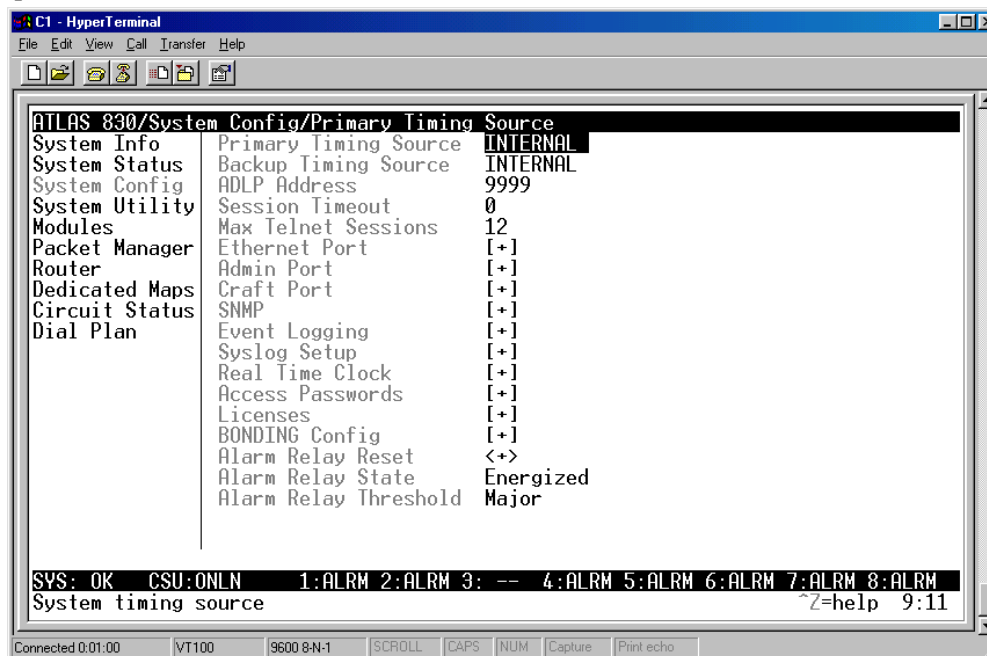 C1 - HyperTerminal
File Edit View Call Transfer Help
ATLAS 830/System Config/Primary Timing Source
System Info Primary Timing Source INTERNAL
System Status Backup Timing Source INTERNAL
System Config ADLP Address 9999
System Utility Session Timeout 0
Modules Max Telnet Sessions 12
Packet Manager Ethernet Port [+]
Router Admin Port [+]
Dedicated Maps Craft Port [+]
Circuit Status SNMP [+]
Dial Plan Event Logging [+]
Syslog Setup [+]
Real Time Clock [+]
Access Passwords [+]
Licenses [+]
BONDING Config [+]
Alarm Relay Reset <+>
Alarm Relay State Energized
Alarm Relay Threshold Major
SYS: OK CSU:ONLN 1:ALRM 2:ALRM 3: -- 4:ALRM 5:ALRM 6:ALRM 7:ALRM 8:ALRM
System timing source ^Z=help 9:11
Connected 0:01:00 VT100 9600 8-N-1 SCROLL CAPS NUM Capture Print echo